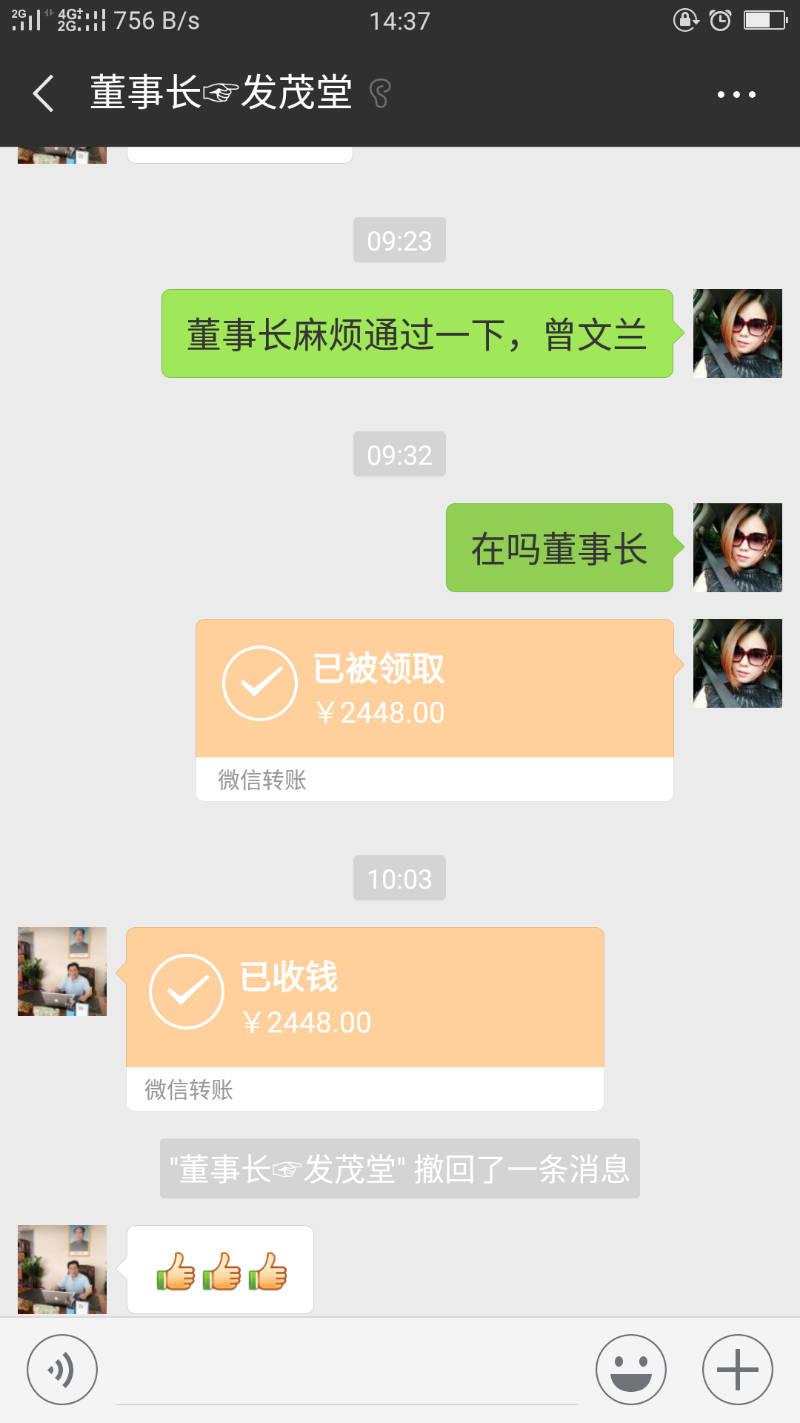 2G 4G+ 2G 756 B/s 14:37
董事长☞发茂堂
09:23
董事长麻烦通过一下，曾文兰
09:32
在吗董事长
已被领取
￥2448.00
微信转账
10:03
已收钱
￥2448.00
微信转账
"董事长☞发茂堂" 撤回了一条消息